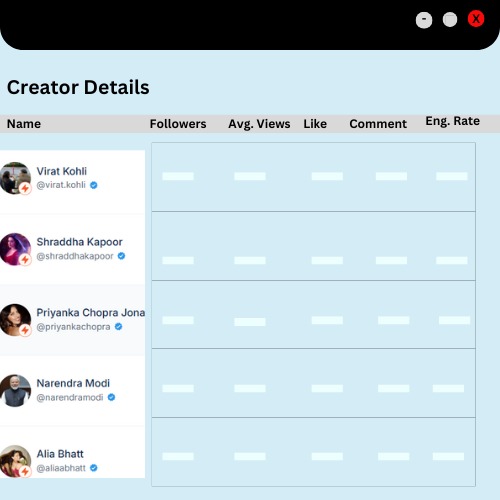 - X
Creator Details
Name Followers Avg. Views Like Comment Eng. Rate
Virat Kohli
@virat.kohli
Shraddha Kapoor
@shraddhakapoor
Priyanka Chopra Jona
@priyankachopra
Narendra Modi
@narendramodi
Alia Bhatt
@aliaabhatt